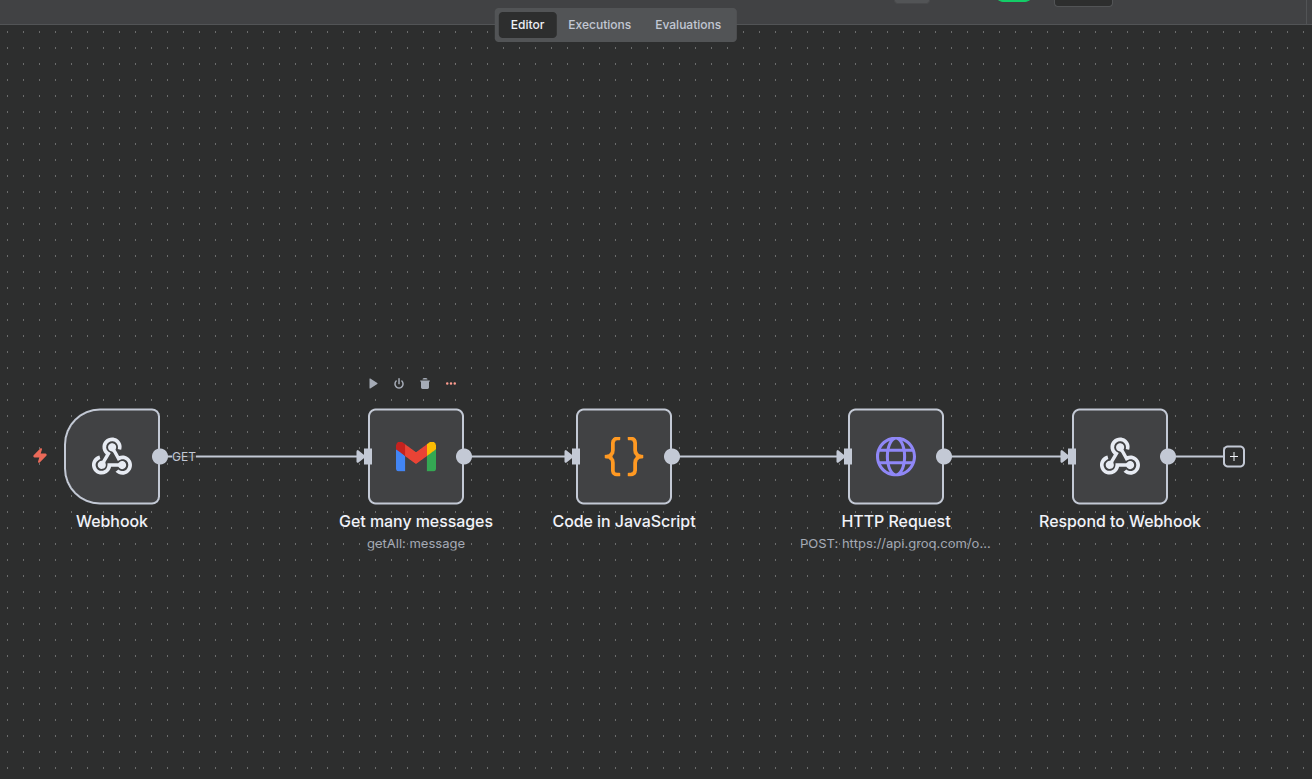 Editor
Executions
Evaluations
GET
Webhook
Get many messages
getAll: message
Code in JavaScript
HTTP Request
POST: https://api.groq.com/o...
Respond to Webhook